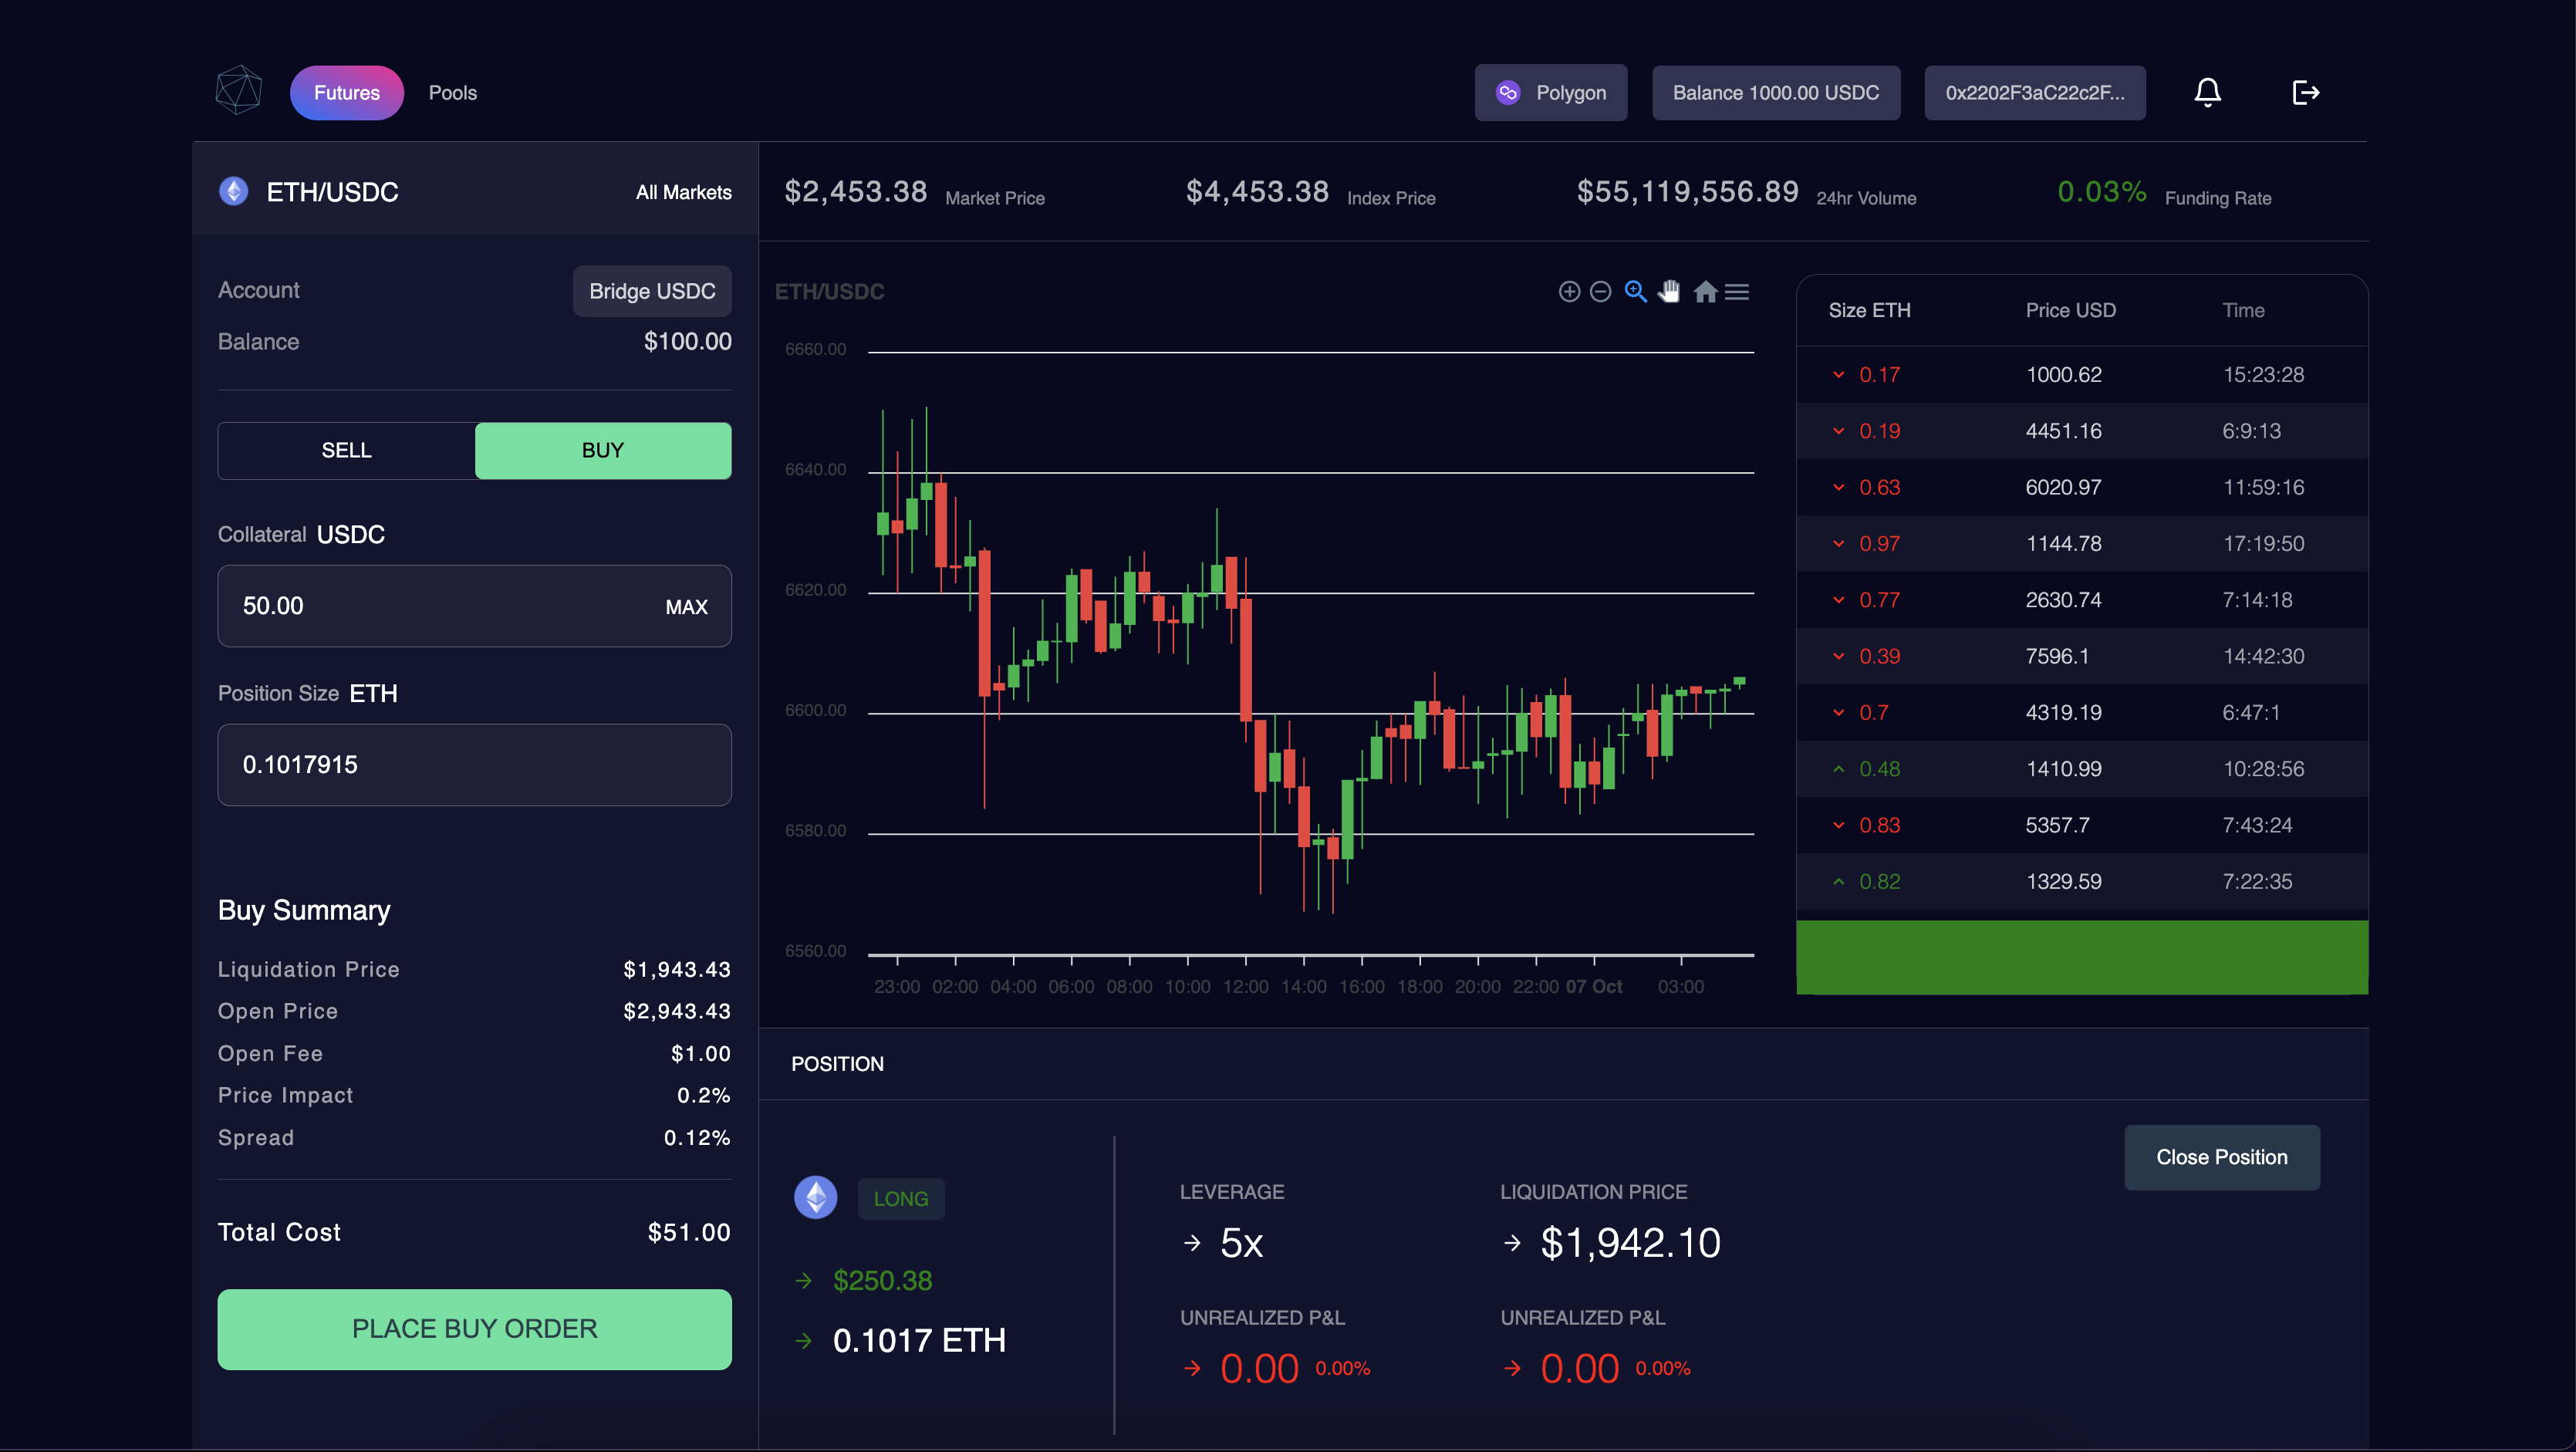 Futures Pools Polygon Balance 1000.00 USDC 0x2202F3aC22c2F...
ETH/USDC All Markets
$2,453.38 Market Price $4,453.38 Index Price $55,119,556.89 24hr Volume 0.03% Funding Rate
Account Bridge USDC
Balance $100.00
SELL BUY
Collateral USDC
50.00 MAX
Position Size ETH
0.1017915
Buy Summary
Liquidation Price $1,943.43
Open Price $2,943.43
Open Fee $1.00
Price Impact 0.2%
Spread 0.12%
Total Cost $51.00
PLACE BUY ORDER
ETH/USDC
6660.00
6640.00
6620.00
6600.00
6580.00
6560.00
23:00 02:00 04:00 06:00 08:00 10:00 12:00 14:00 16:00 18:00 20:00 22:00 07 Oct 03:00
Size ETH Price USD Time
0.17 1000.62 15:23:28
0.19 4451.16 6:9:13
0.63 6020.97 11:59:16
0.97 1144.78 17:19:50
0.77 2630.74 7:14:18
0.39 7596.1 14:42:30
0.7 4319.19 6:47:1
0.48 1410.99 10:28:56
0.83 5357.7 7:43:24
0.82 1329.59 7:22:35
POSITION
Close Position
LONG
$250.38
0.1017 ETH
LEVERAGE LIQUIDATION PRICE
5x $1,942.10
UNREALIZED P&L UNREALIZED P&L
0.00 0.00% 0.00 0.00%